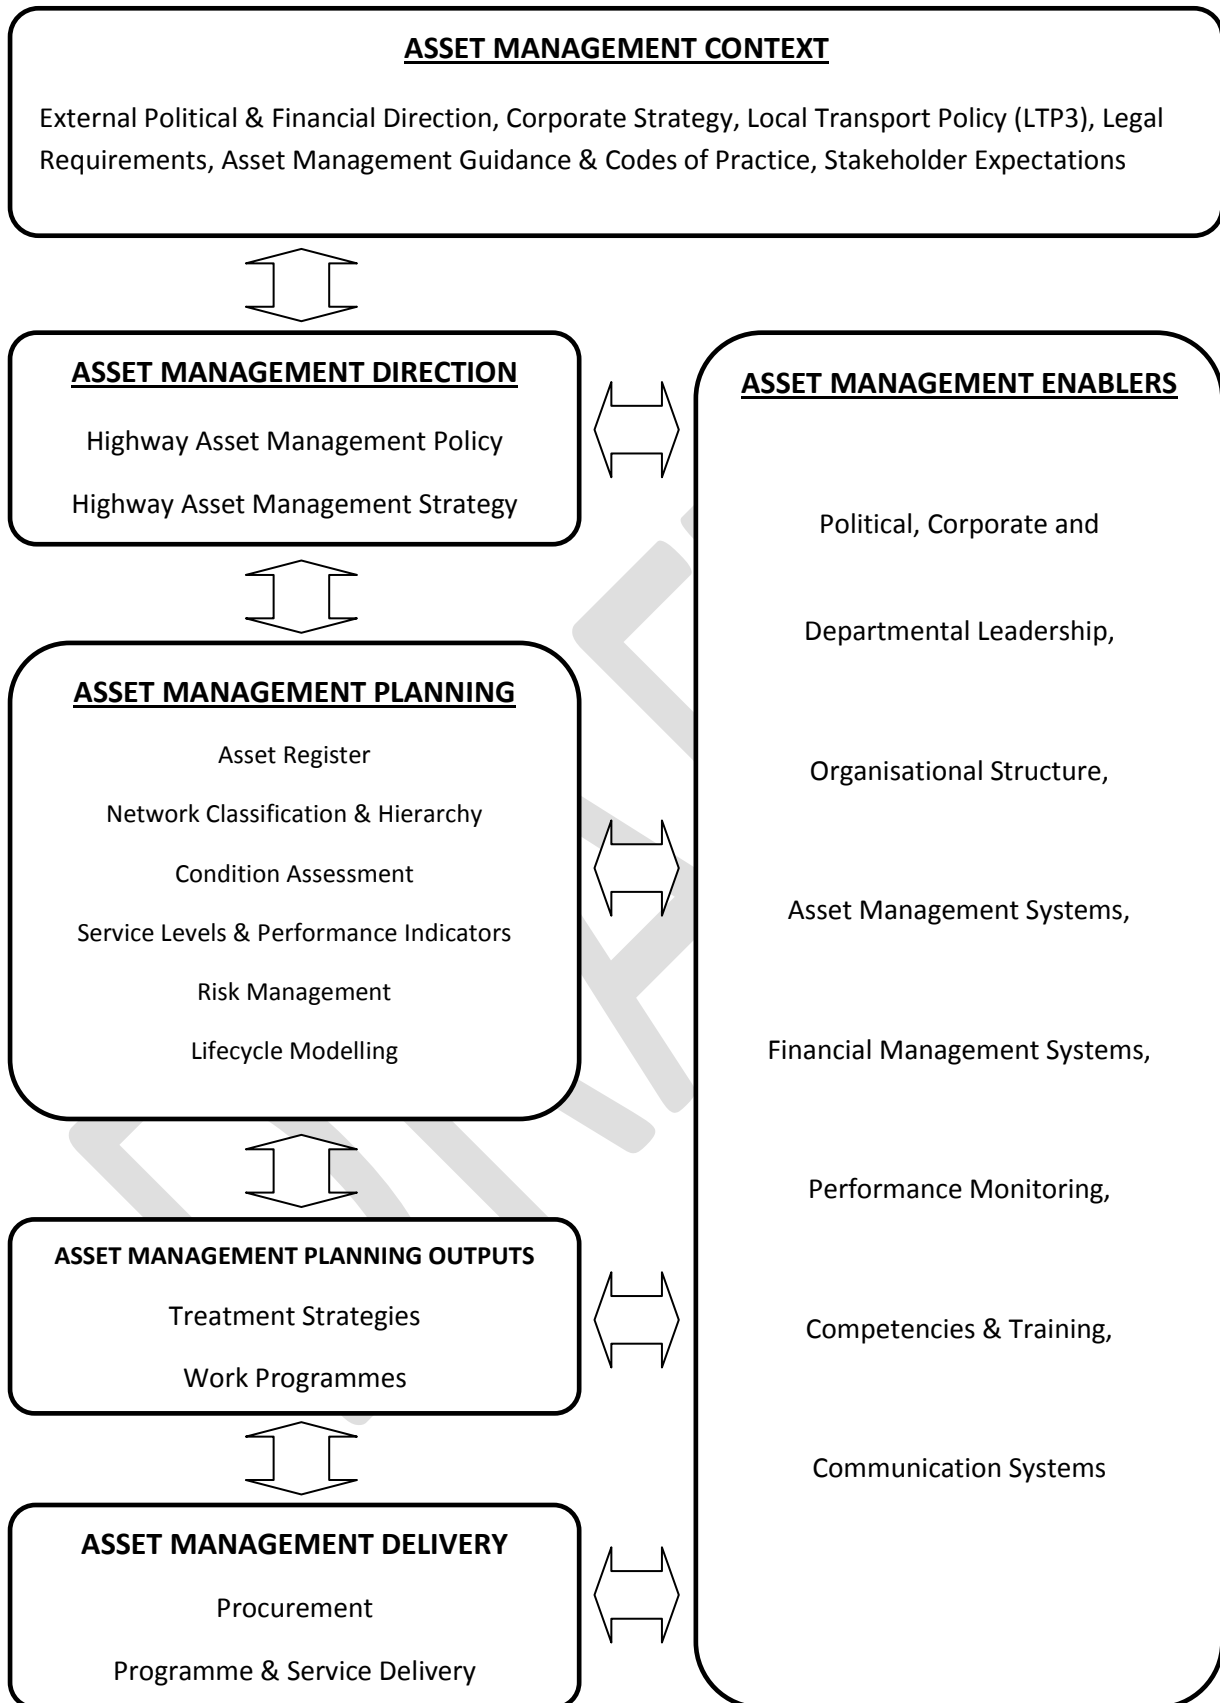 ASSET MANAGEMENT CONTEXT
External Political & Financial Direction, Corporate Strategy, Local Transport Policy (LTP3), Legal
Requirements, Asset Management Guidance & Codes of Practice, Stakeholder Expectations
ASSET MANAGEMENT DIRECTION
Highway Asset Management Policy
Highway Asset Management Strategy
ASSET MANAGEMENT PLANNING
Asset Register
Network Classification & Hierarchy
Condition Assessment
Service Levels & Performance Indicators
Risk Management
Lifecycle Modelling
ASSET MANAGEMENT PLANNING OUTPUTS
Treatment Strategies
Work Programmes
ASSET MANAGEMENT DELIVERY
Procurement
Programme & Service Delivery
ASSET MANAGEMENT ENABLERS
Political, Corporate and
Departmental Leadership,
Organisational Structure,
Asset Management Systems,
Financial Management Systems,
Performance Monitoring,
Competencies & Training,
Communication Systems